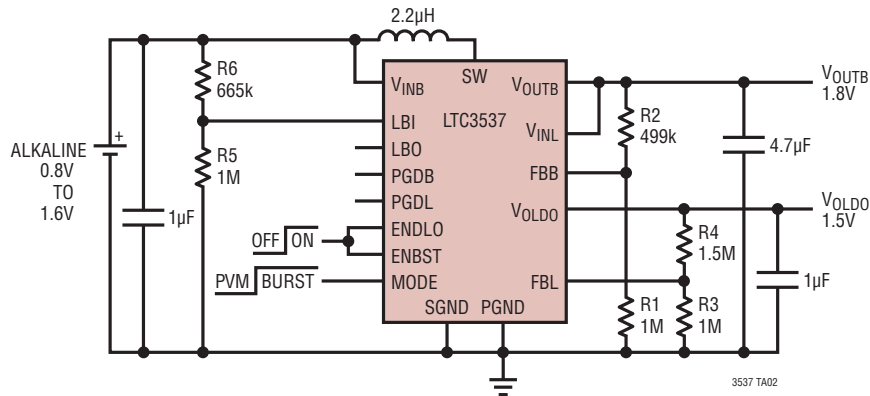 2.2µH
R6
665k
VINB
SW
VOUTB
VOUTB
1.8V
LTC3537
R2
499k
LBI
VINL
ALKALINE
0.8V
TO
1.6V
+
R5
1M
LBO
FBB
4.7µF
PGDB
PGDL
VOLDO
VOLDO
1.5V
1µF
OFF ON
ENDLO
ENBST
R4
1.5M
PVM BURST
MODE
FBL
1µF
SGND PGND
R1
1M
R3
1M
3537 TA02